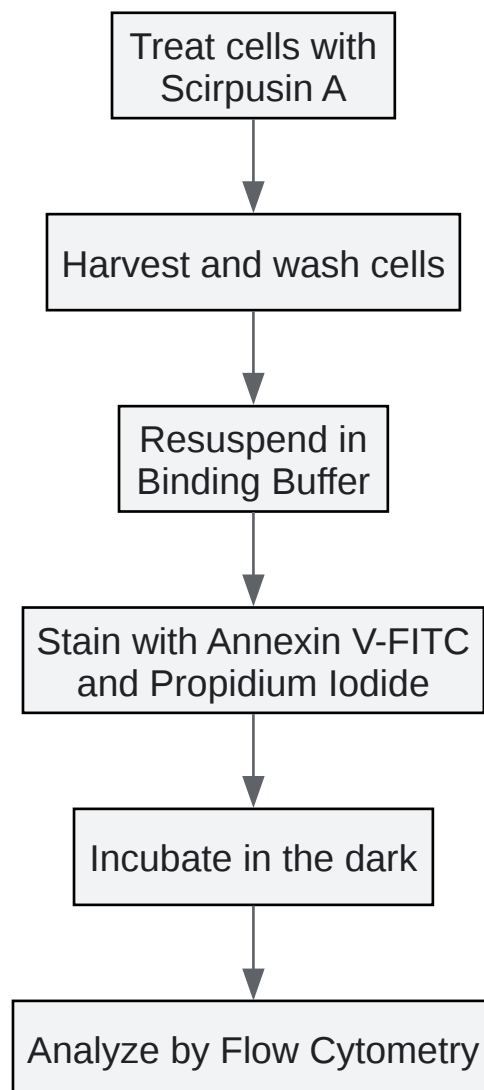 Treat cells with
Scirpusin A
Harvest and wash cells
Resuspend in
Binding Buffer
Stain with Annexin V-FITC
and Propidium Iodide
Incubate in the dark
Analyze by Flow Cytometry